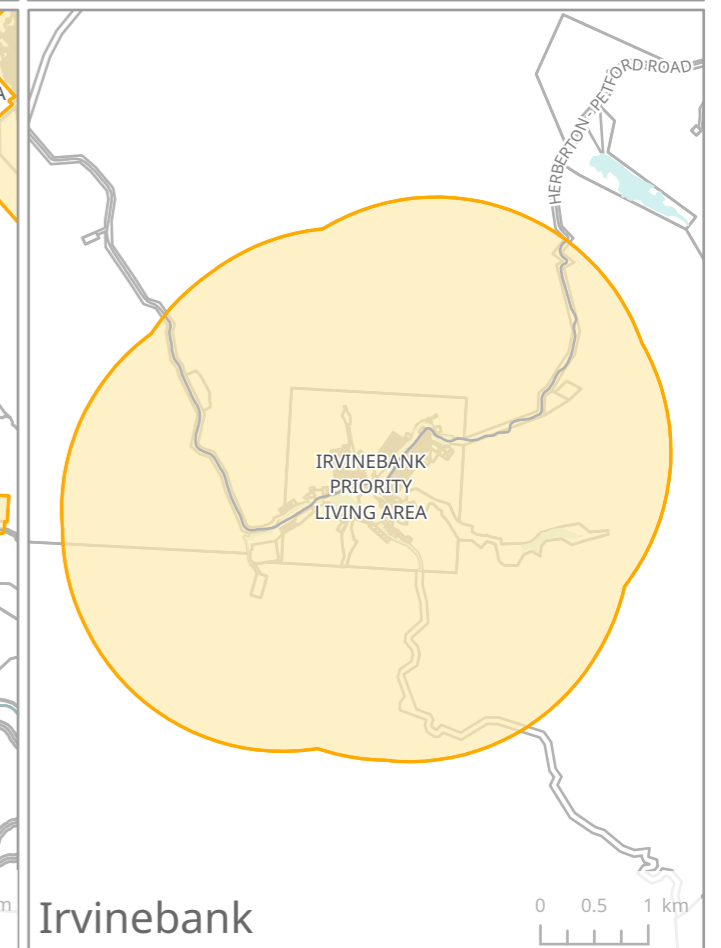 HERBERTON - PETFORD ROAD
A
IRVINEBANK
PRIORITY
LIVING AREA
m
Irvinebank
0 0.5 1 km